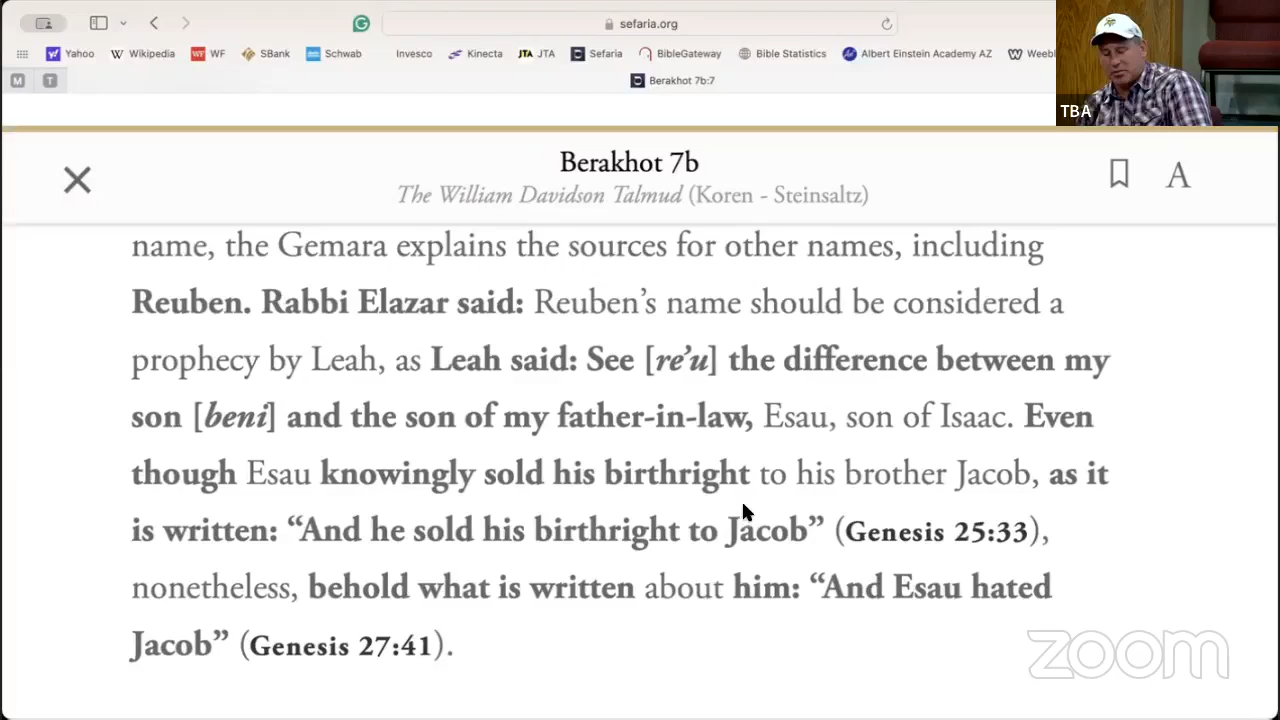 sefaria.org
Yahoo Wikipedia WF WF SBank Schwab Invesco Kinecta JTA JTA Sefaria BibleGateway Bible Statistics Albert Einstein Academy AZ Weebl
M T Berakhot 7b:7
TBA
Berakhot 7b
The William Davidson Talmud (Koren - Steinsaltz)
A
name, the Gemara explains the sources for other names, including
Reuben. Rabbi Elazar said: Reuben’s name should be considered a
prophecy by Leah, as Leah said: See [re’u] the difference between my
son [beni] and the son of my father-in-law, Esau, son of Isaac. Even
though Esau knowingly sold his birthright to his brother Jacob, as it
is written: “And he sold his birthright to Jacob” (Genesis 25:33),
nonetheless, behold what is written about him: “And Esau hated
Jacob” (Genesis 27:41).
zoom